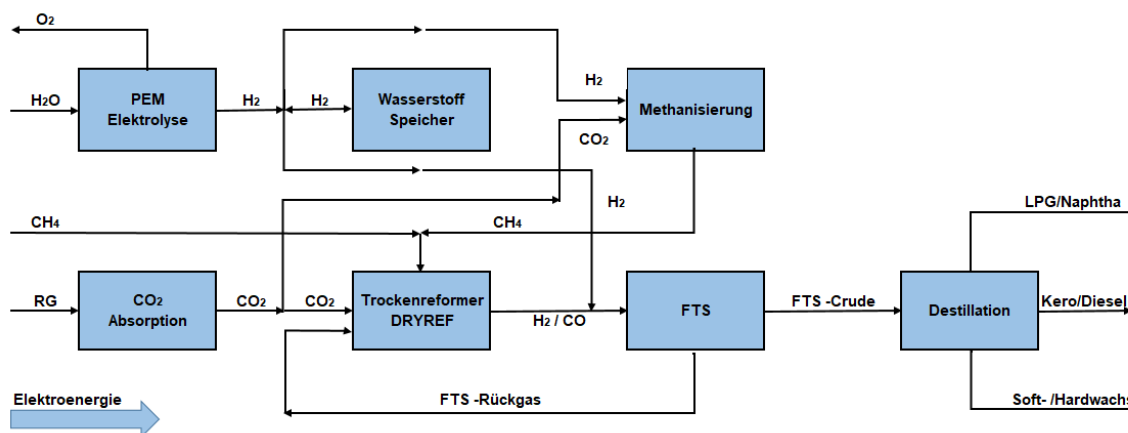 O2
H2O
PEM
Elektrolyse
H2
H2
Wasserstoff
Speicher
H2
CO2
Methanisierung
H2
CH4
CH4
LPG/Naphtha
RG
CO2
Absorption
CO2
CO2
Trockenreformer
DRYREF
H2 / CO
FTS
FTS -Crude
Destillation
Kero/Diesel
Elektroenergie
FTS -Rückgas
Soft- /Hardwachs